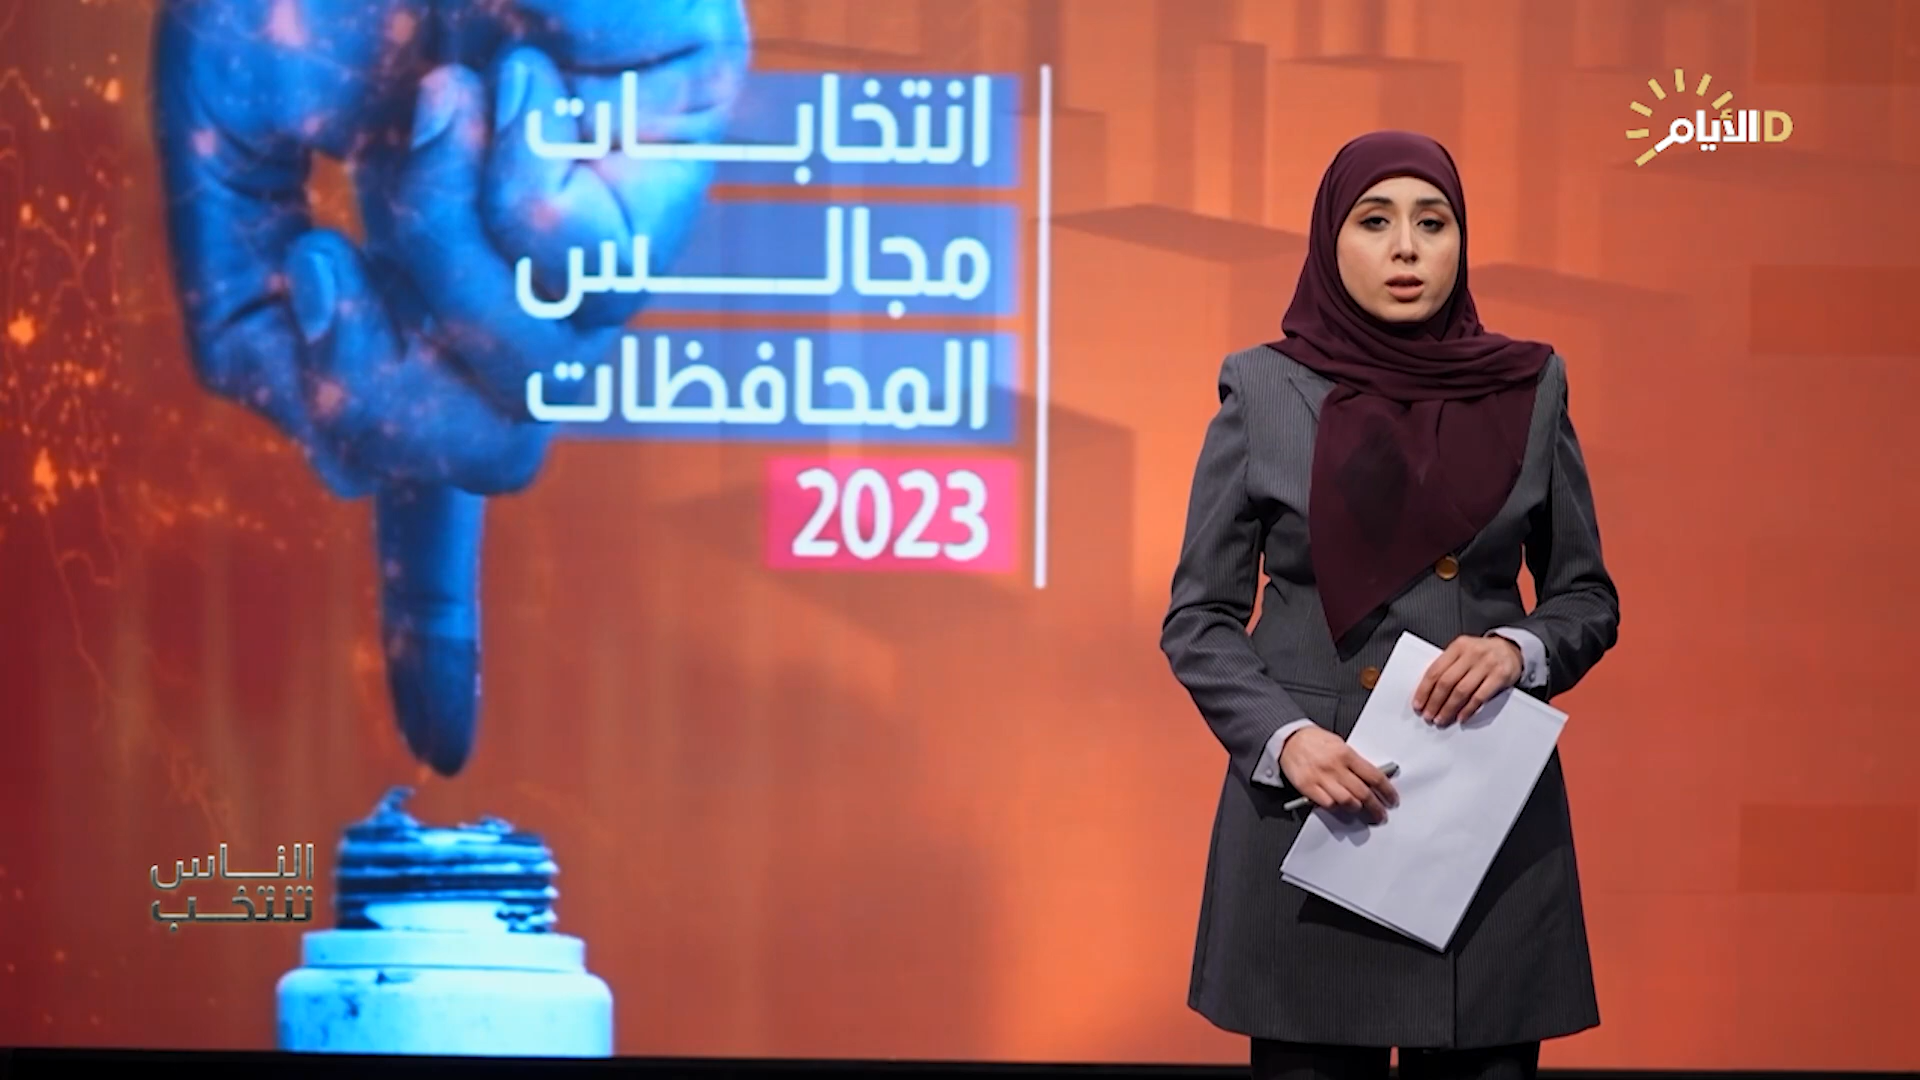 انتخابات
مجالس
المحافظات
2023
الأيام D
الناس
تنتخب